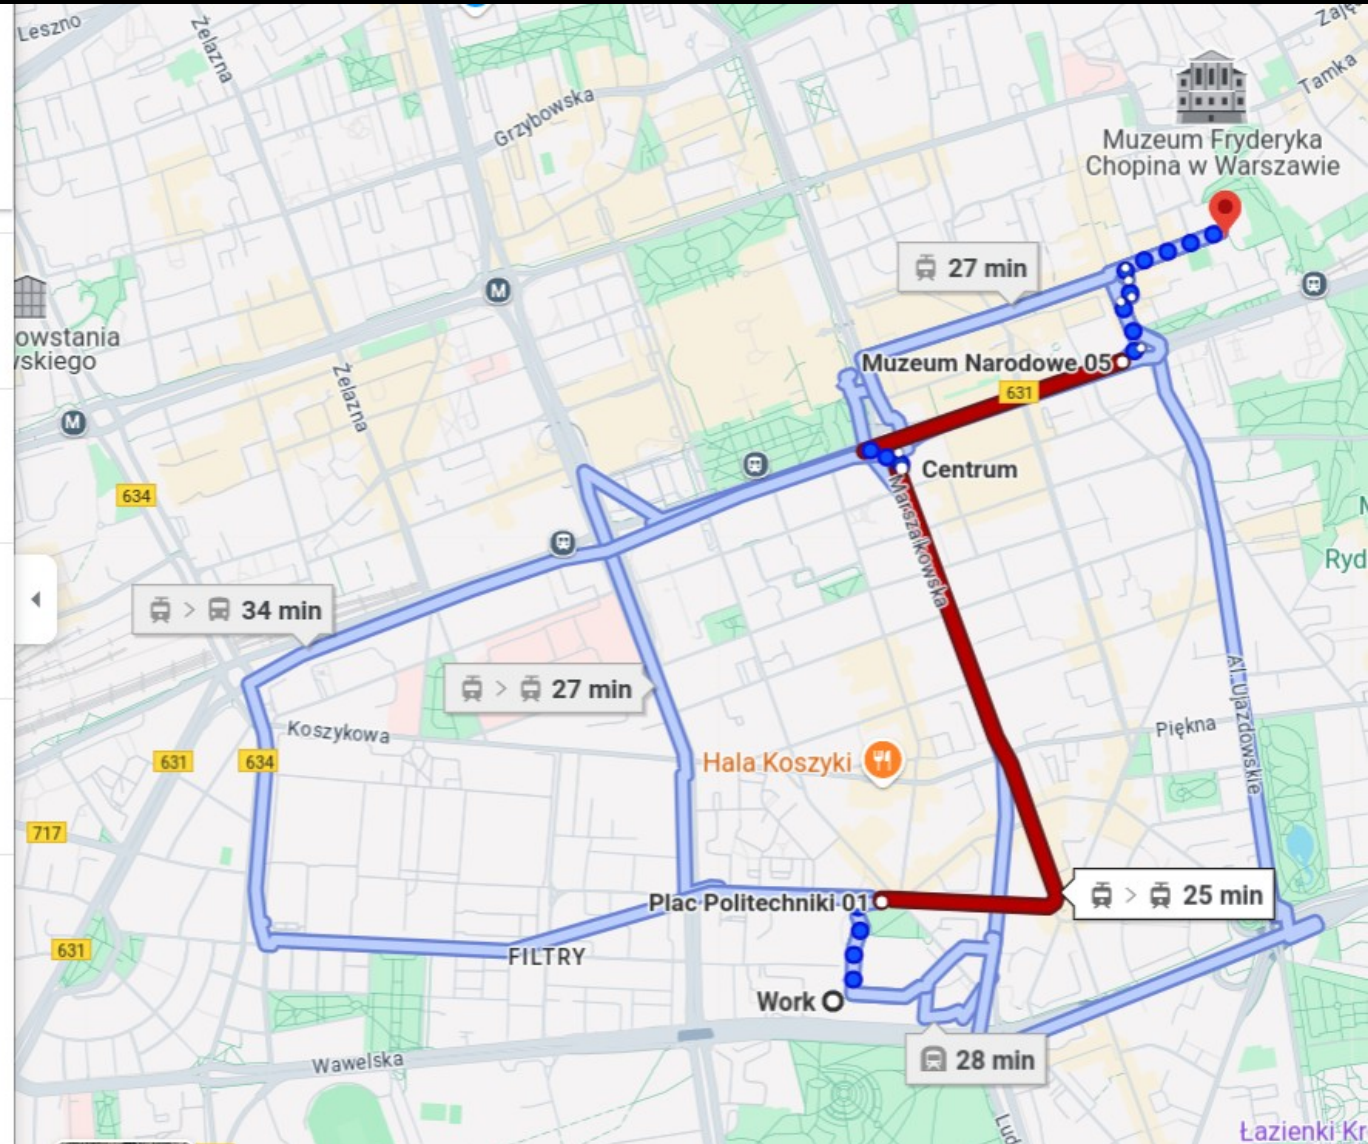 Leszno
Żelazna
Grzybowska
Tamka
Muzeum Fryderyka
Chopina w Warszawie
27 min
M
owstania
wskiego
Żelazna
M
Muzeum Narodowe 05
631
Centrum
634
Marszałkowska
Ryd
34 min
27 min
Al. Ujazdowskie
Koszykowa
Piękna
631
634
Hala Koszyki
717
Plac Politechniki 01
25 min
631
FILTRY
Work
Wawelska
28 min
Łazienki Kr